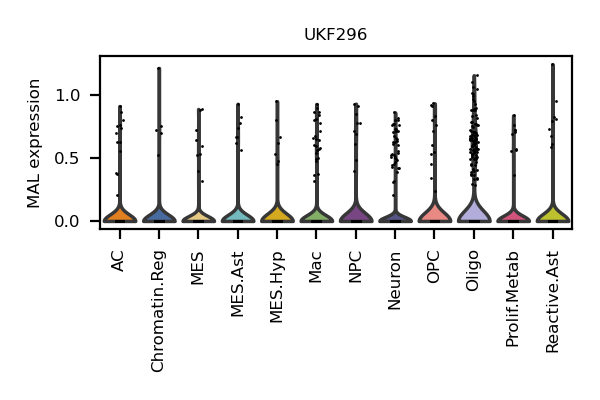 UKF296
MAL expression
1.0
0.5
0.0
AC
Chromatin.Reg
MES
MES.Ast
MES.Hyp
Mac
NPC
Neuron
OPC
Oligo
Prolif.Metab
Reactive.Ast